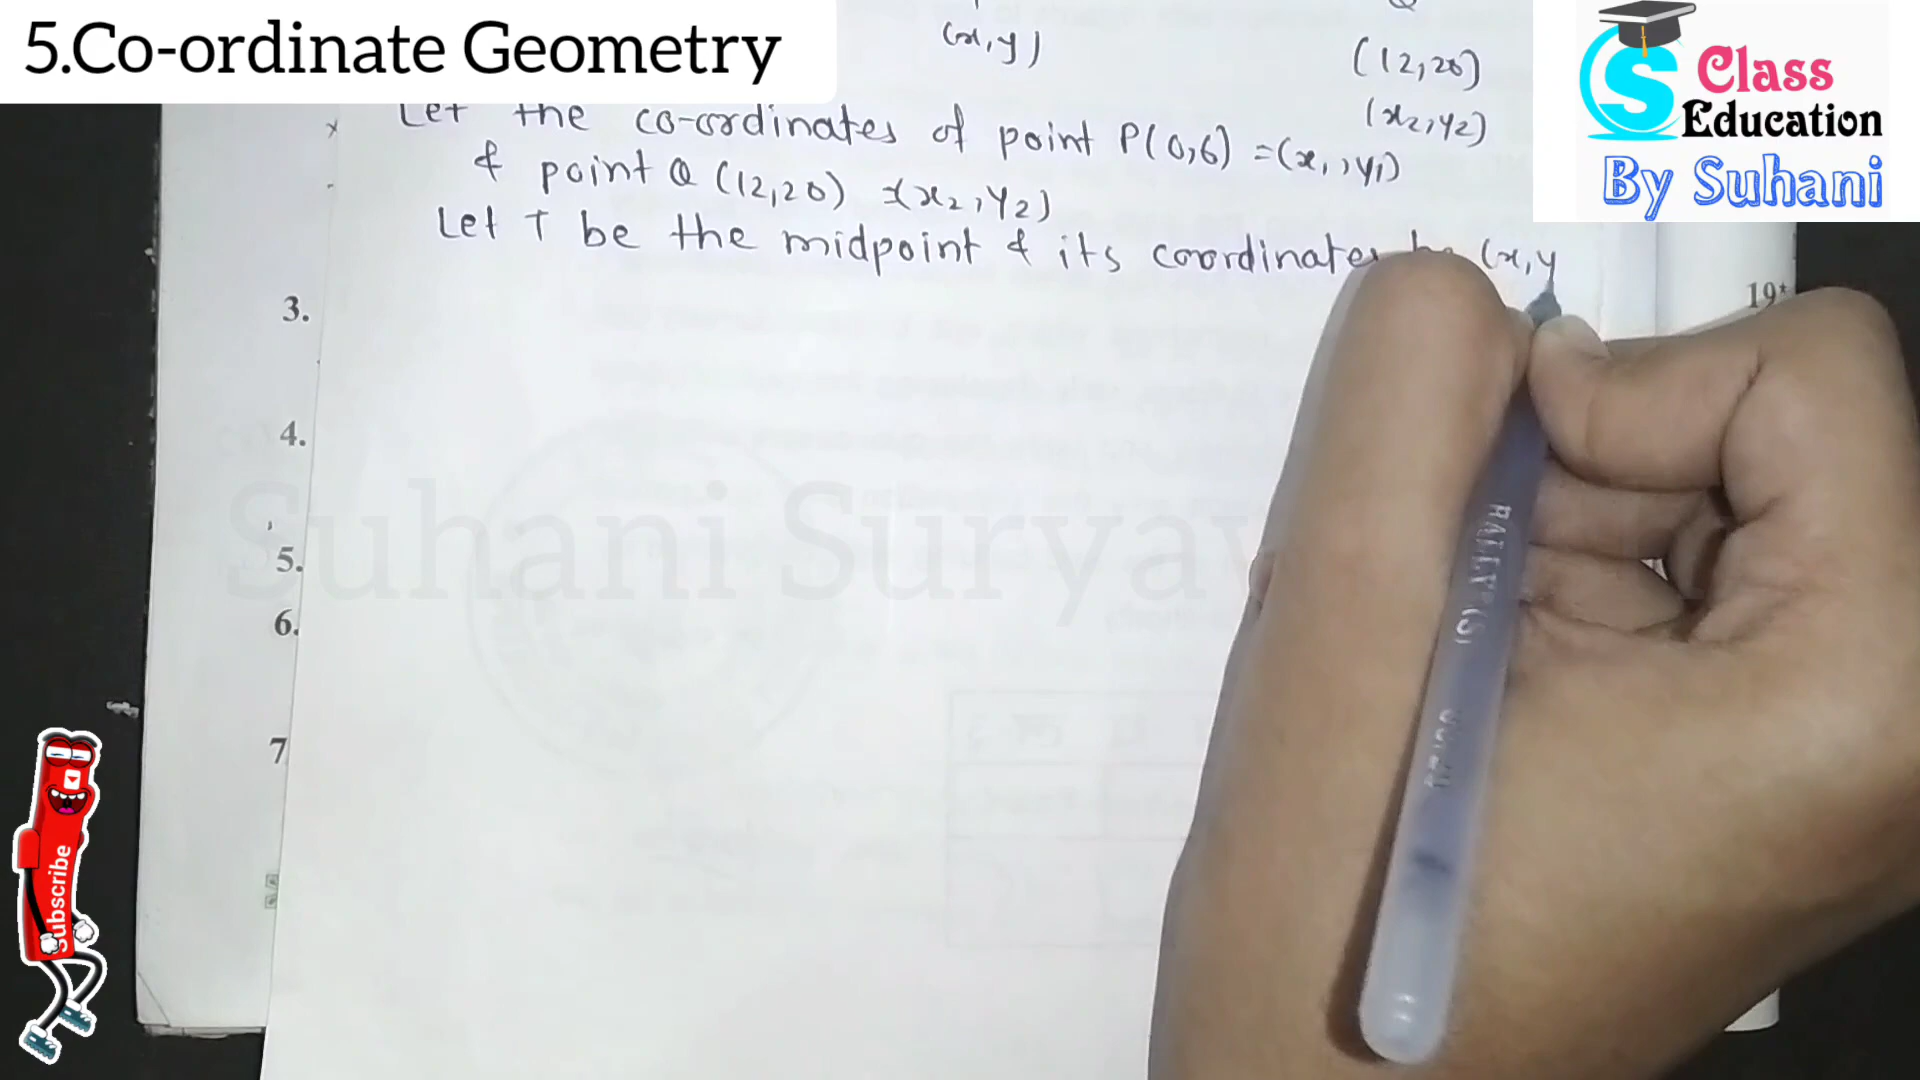 5.Co-ordinate Geometry
(x,y)
(12,20)
(x₂,y₂)
Class
Education
By Suhani
Let the co-ordinates of point P(0,6) =(x₁,y₁)
& point Q (12,20) =(x₂,y₂)
Let T be the midpoint & its coordinates be (x,y
19*
3.
4.
5.
6.
7
Suhani Suryav
RALLY(S)
Subscribe